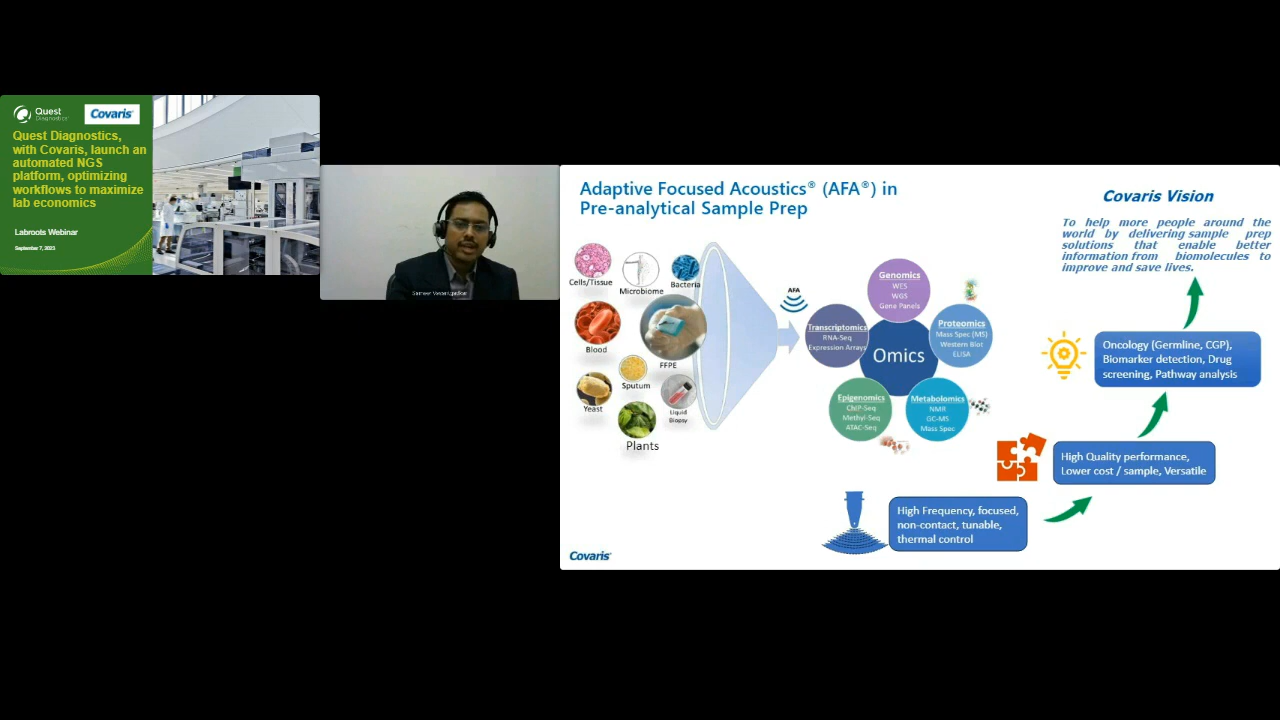 Quest
Diagnostics
Covaris
Quest Diagnostics,
with Covaris, launch an
automated NGS
platform, optimizing
workflows to maximize
lab economics
Labroots Webinar
September 7, 2023
Sameer
Adaptive Focused Acoustics® (AFA®) in
Pre-analytical Sample Prep
Cells/Tissue
Microbiome
Bacteria
Blood
FFPE
Sputum
Yeast
Liquid
Biopsy
Plants
AFA
Genomics
WES
WGS
Gene Panels
Transcriptomics
RNA-Seq
Expression Arrays
Proteomics
Mass Spec (MS)
Western Blot
ELISA
Omics
Epigenomics
ChIP-Seq
Methyl-Seq
ATAC-Seq
Metabolomics
NMR
GC-MS
Mass Spec
Covaris Vision
To help more people around the
world by delivering sample prep
solutions that enable better
information from biomolecules to
improve and save lives.
Oncology (Germline, CGP),
Biomarker detection, Drug
screening, Pathway analysis
High Quality performance,
Lower cost / sample, Versatile
High Frequency, focused,
non-contact, tunable,
thermal control
Covaris